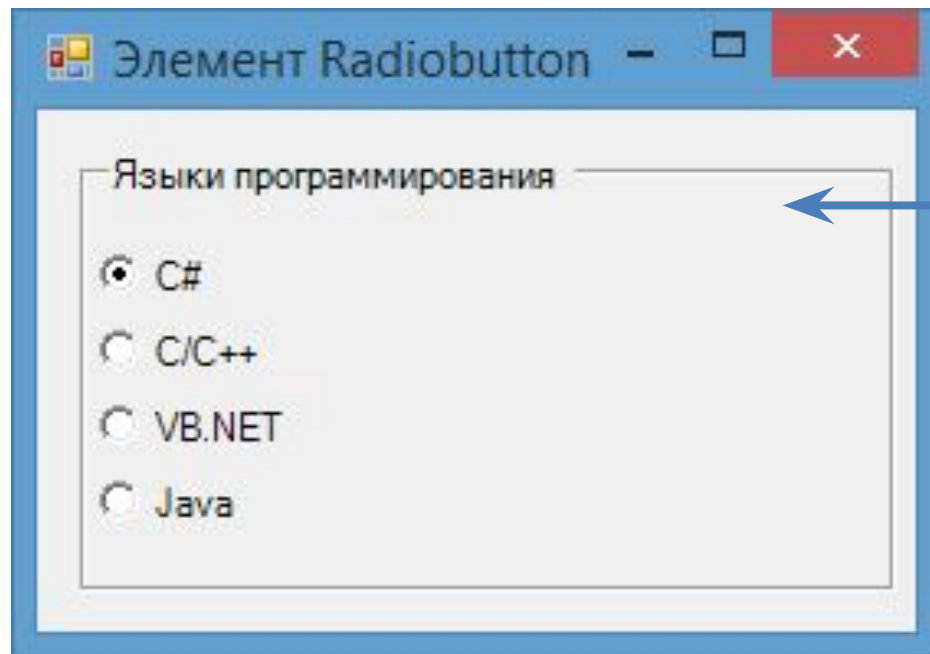 Элемент Radiobutton
Языки программирования
C#
C/C++
VB.NET
Java